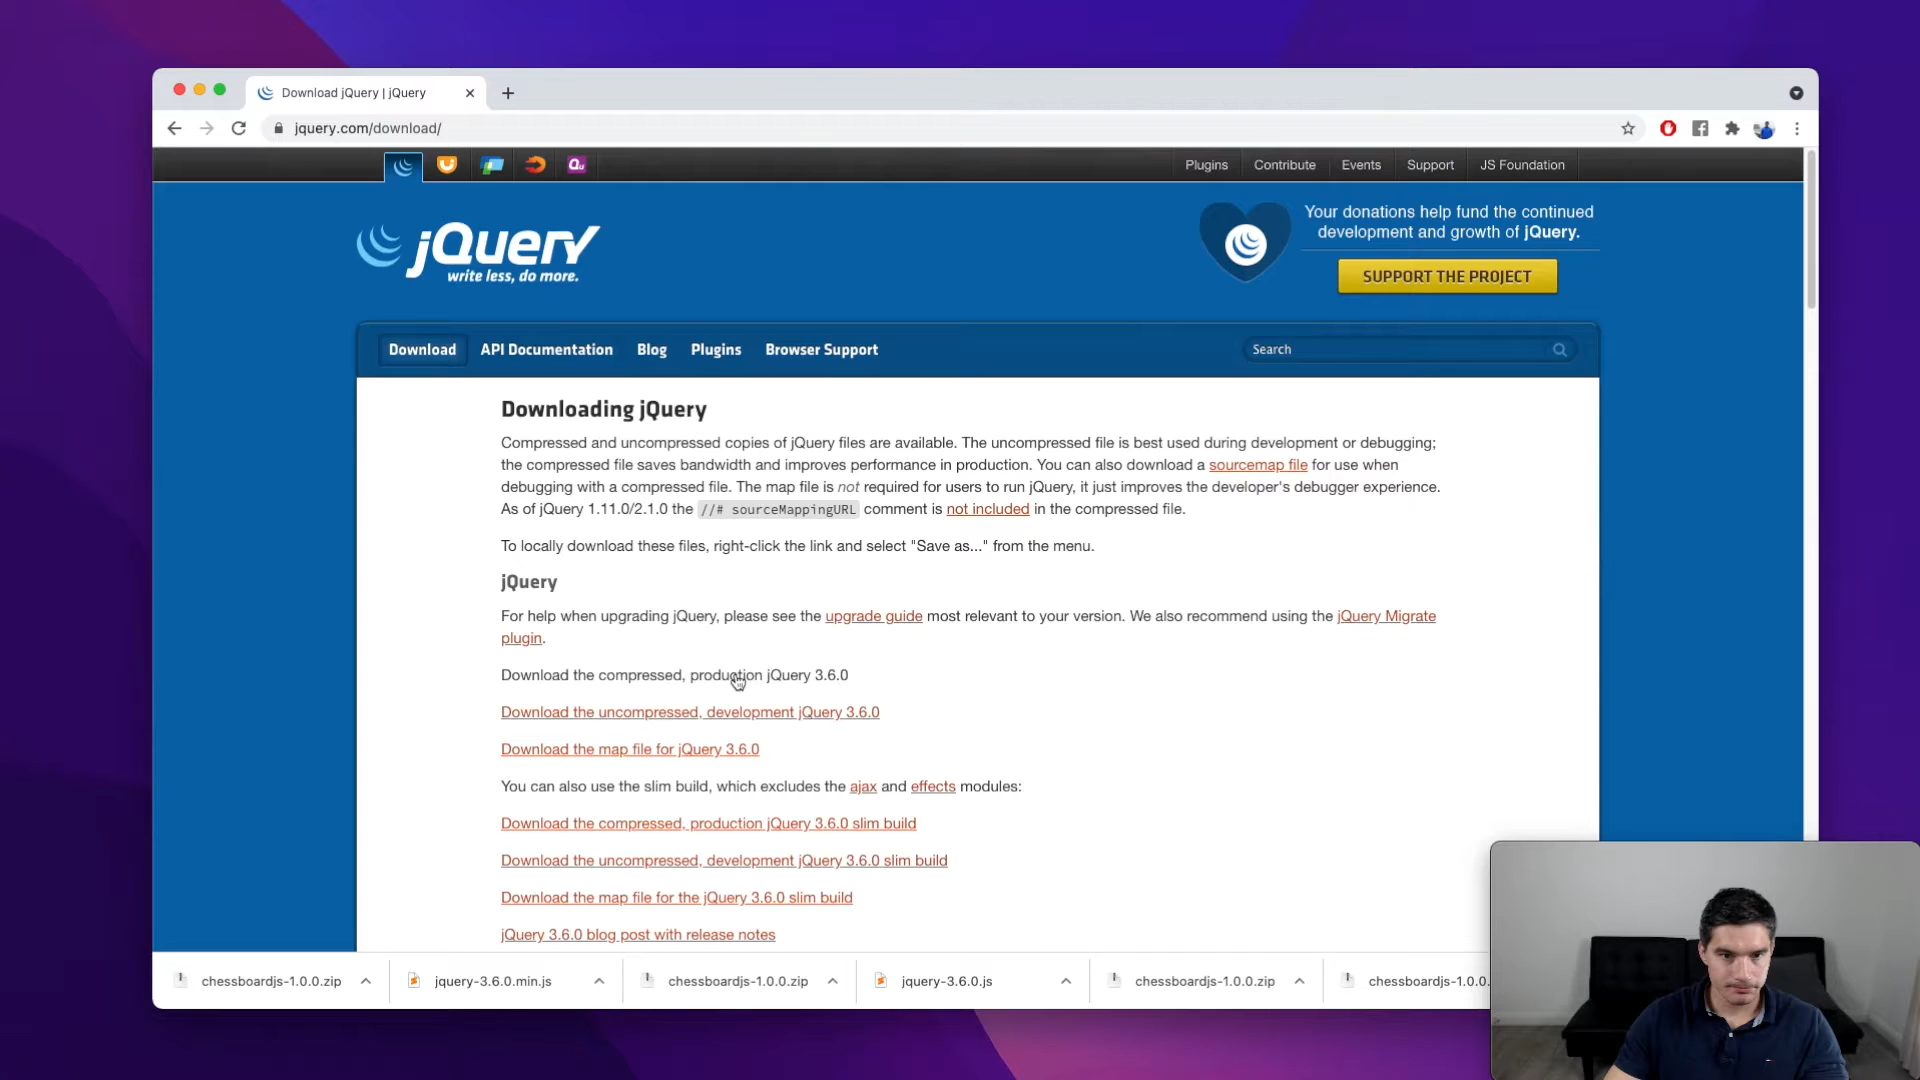 Download jQuery | jQuery
jquery.com/download/
Plugins Contribute Events Support JS Foundation
jQuery
write less, do more.
Your donations help fund the continued
development and growth of jQuery.
SUPPORT THE PROJECT
Download API Documentation Blog Plugins Browser Support Search
Downloading jQuery
Compressed and uncompressed copies of jQuery files are available. The uncompressed file is best used during development or debugging;
the compressed file saves bandwidth and improves performance in production. You can also download a sourcemap file for use when
debugging with a compressed file. The map file is not required for users to run jQuery, it just improves the developer's debugger experience.
As of jQuery 1.11.0/2.1.0 the //# sourceMappingURL comment is not included in the compressed file.
To locally download these files, right-click the link and select "Save as..." from the menu.
jQuery
For help when upgrading jQuery, please see the upgrade guide most relevant to your version. We also recommend using the jQuery Migrate
plugin.
Download the compressed, production jQuery 3.6.0
Download the uncompressed, development jQuery 3.6.0
Download the map file for jQuery 3.6.0
You can also use the slim build, which excludes the ajax and effects modules:
Download the compressed, production jQuery 3.6.0 slim build
Download the uncompressed, development jQuery 3.6.0 slim build
Download the map file for the jQuery 3.6.0 slim build
jQuery 3.6.0 blog post with release notes
chessboardjs-1.0.0.zip jquery-3.6.0.min.js chessboardjs-1.0.0.zip jquery-3.6.0.js chessboardjs-1.0.0.zip chessboardjs-1.0.0.